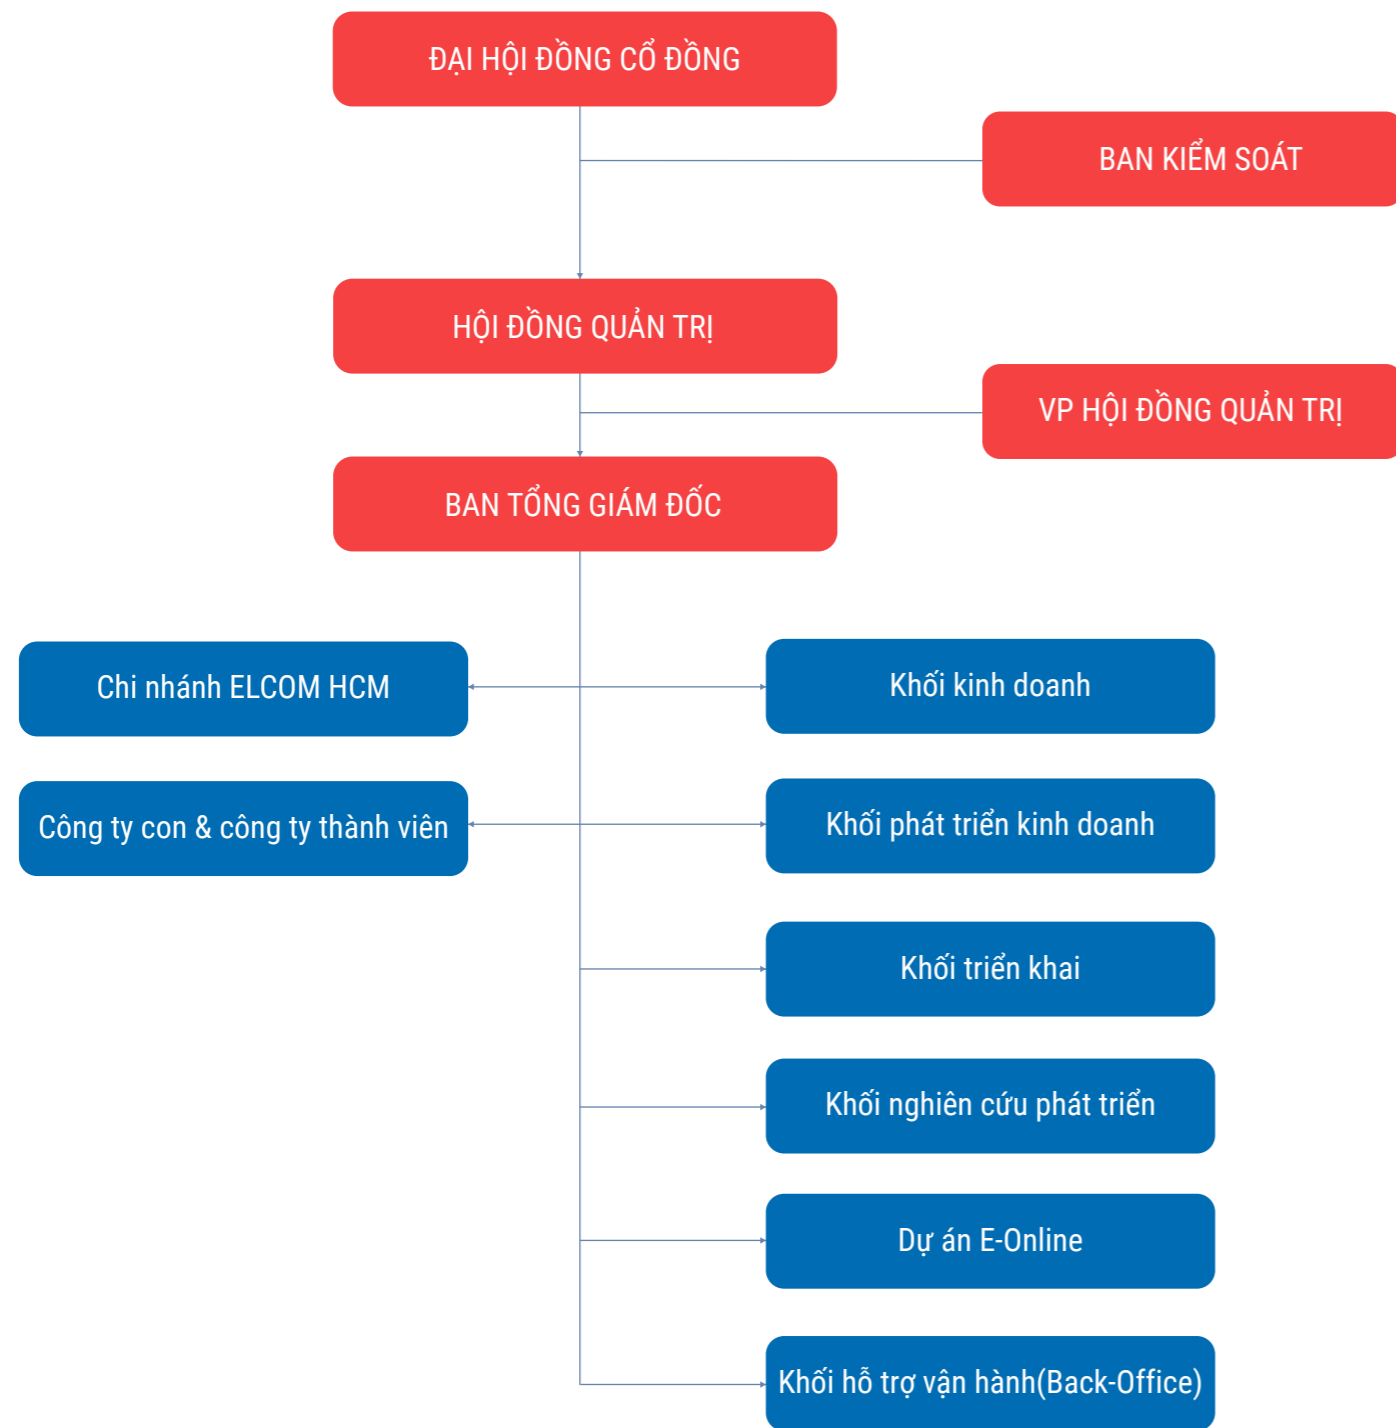 ĐẠI HỘI ĐỒNG CỔ ĐỒNG
BAN KIỂM SOÁT
HỘI ĐỒNG QUẢN TRỊ
VP HỘI ĐỒNG QUẢN TRỊ
BAN TỔNG GIÁM ĐỐC
Chi nhánh ELCOM HCM
Khối kinh doanh
Công ty con & công ty thành viên
Khối phát triển kinh doanh
Khối triển khai
Khối nghiên cứu phát triển
Dự án E-Online
Khối hỗ trợ vận hành(Back-Office)